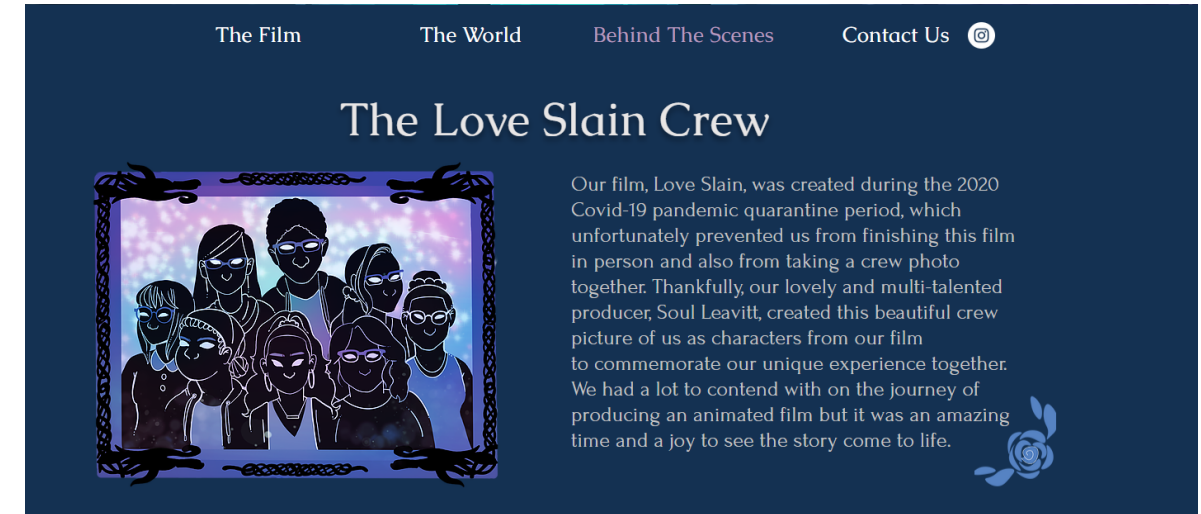 The Film The World Behind The Scenes Contact Us
The Love Slain Crew
Our film, Love Slain, was created during the 2020
Covid-19 pandemic quarantine period, which
unfortunately prevented us from finishing this film
in person and also from taking a crew photo
together. Thankfully, our lovely and multi-talented
producer, Soul Leavitt, created this beautiful crew
picture of us as characters from our film
to commemorate our unique experience together.
We had a lot to contend with on the journey of
producing an animated film but it was an amazing
time and a joy to see the story come to life.